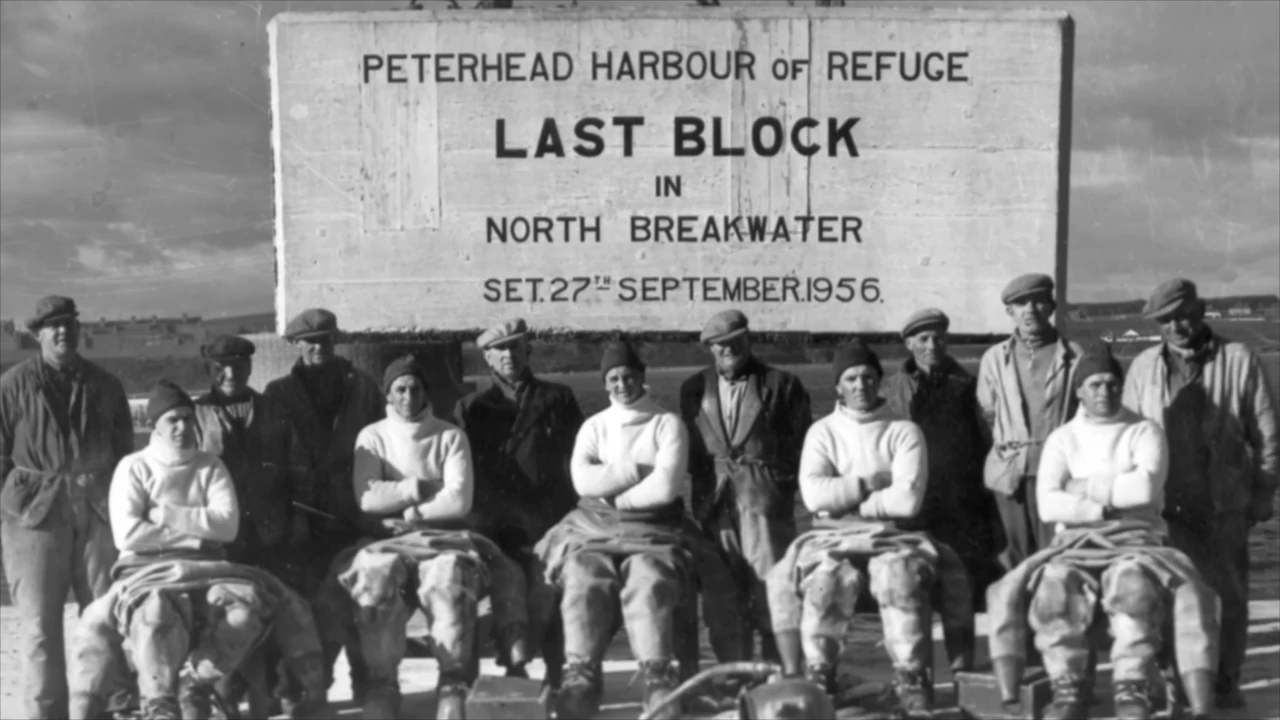 PETERHEAD HARBOUR OF REFUGE
LAST BLOCK
IN
NORTH BREAKWATER
SET. 27TH SEPTEMBER. 1956.